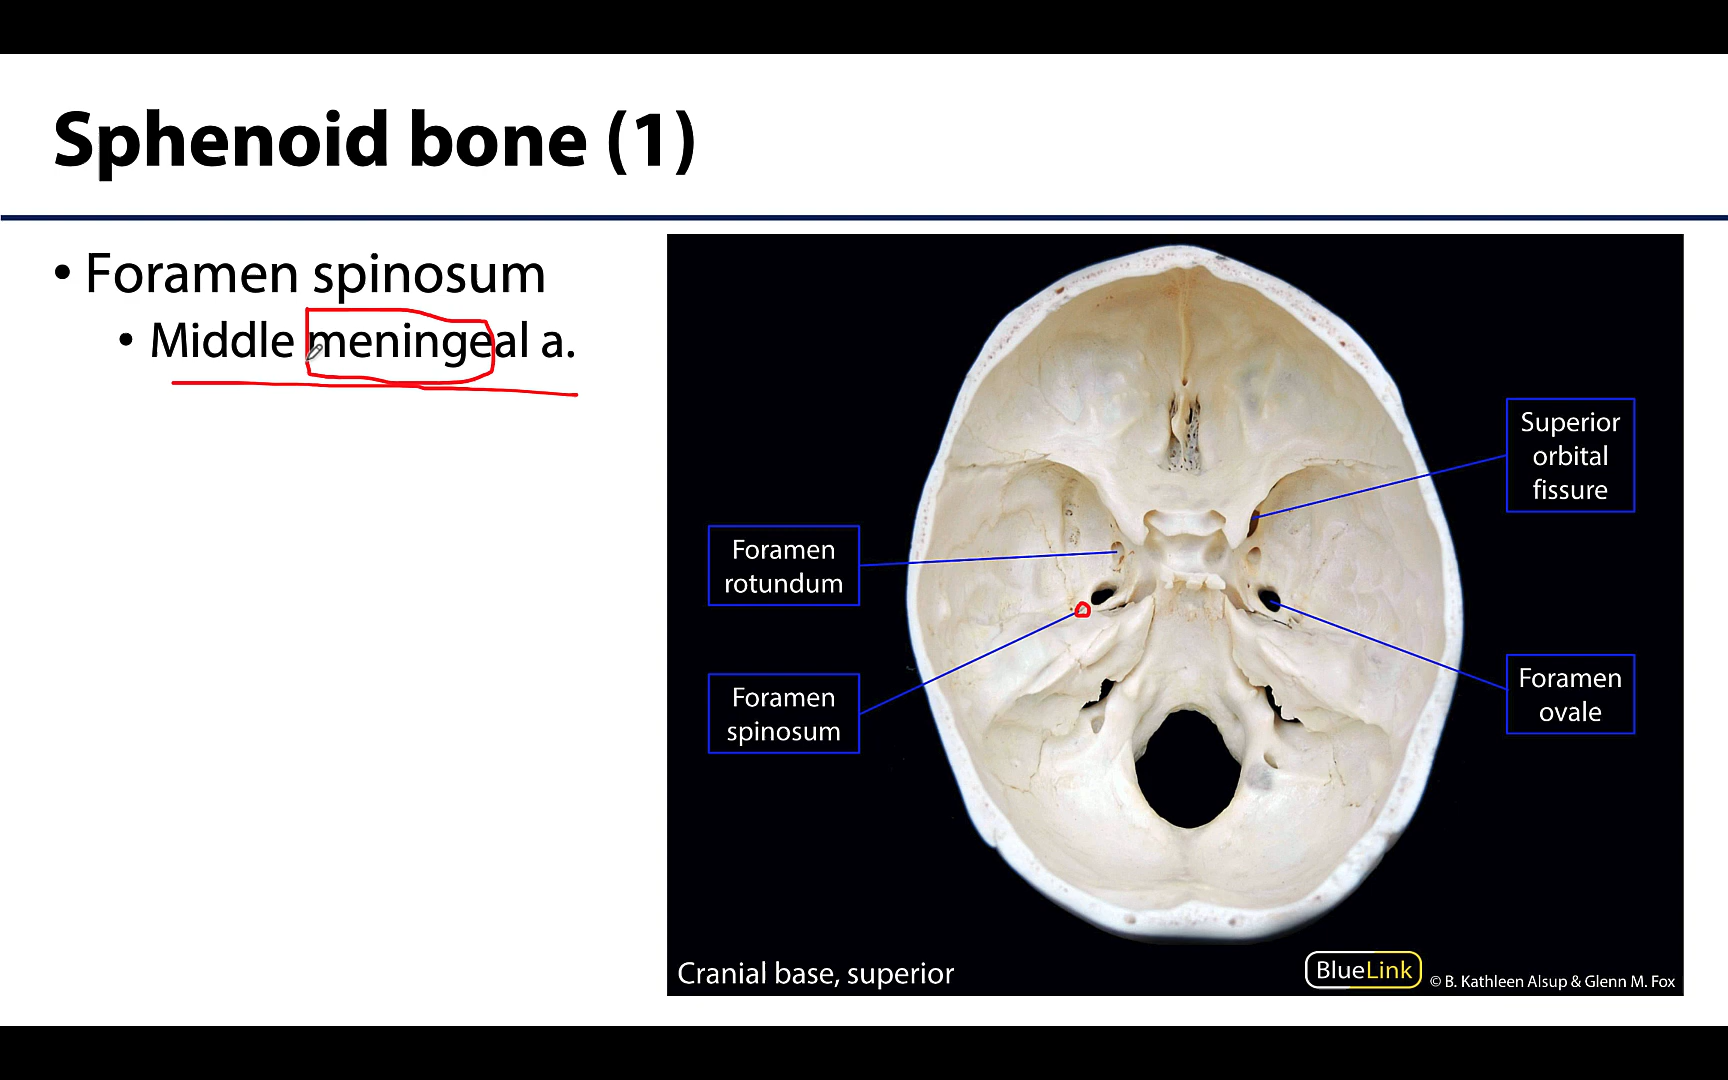 Sphenoid bone (1)
• Foramen spinosum
• Middle meningeal a.
Superior
orbital
fissure
Foramen
rotundum
Foramen
spinosum
Foramen
ovale
Cranial base, superior
BlueLink
© B. Kathleen Alsup & Glenn M. Fox